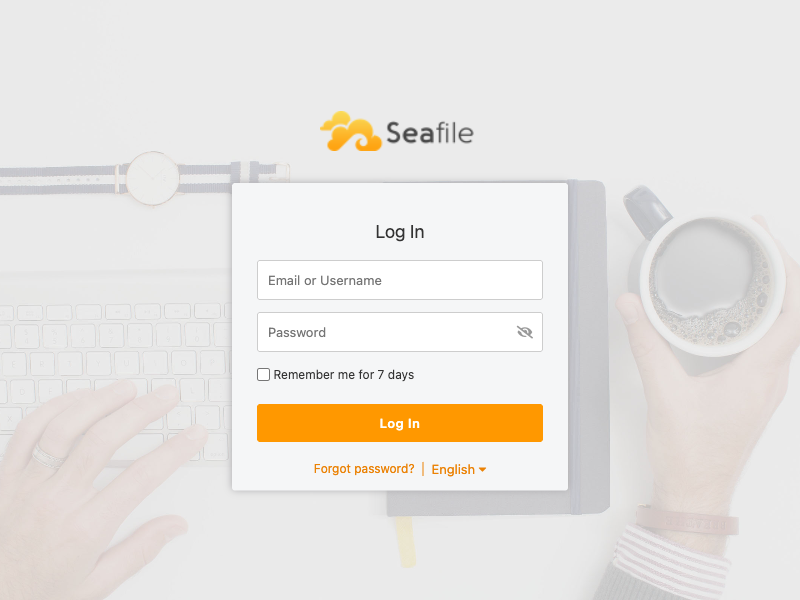 Seafile
Log In
Email or Username
Password
Remember me for 7 days
Log In
Forgot password? | English